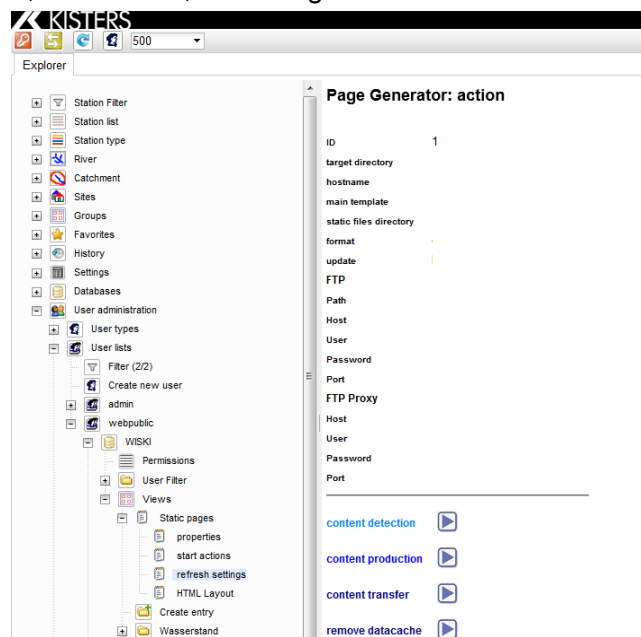 KISTERS
500
Explorer
Station Filter
Station list
Station type
River
Catchment
Sites
Groups
Favorites
History
Settings
Databases
User administration
User types
User lists
Filter (2/2)
Create new user
admin
webpublic
WISKI
Permissions
User Filter
Views
Static pages
properties
start actions
refresh settings
HTML Layout
Create entry
Wasserstand
Page Generator: action
ID 1
target directory
hostname
main template
static files directory
format
update
FTP
Path
Host
User
Password
Port
FTP Proxy
Host
User
Password
Port
content detection
content production
content transfer
remove datacache